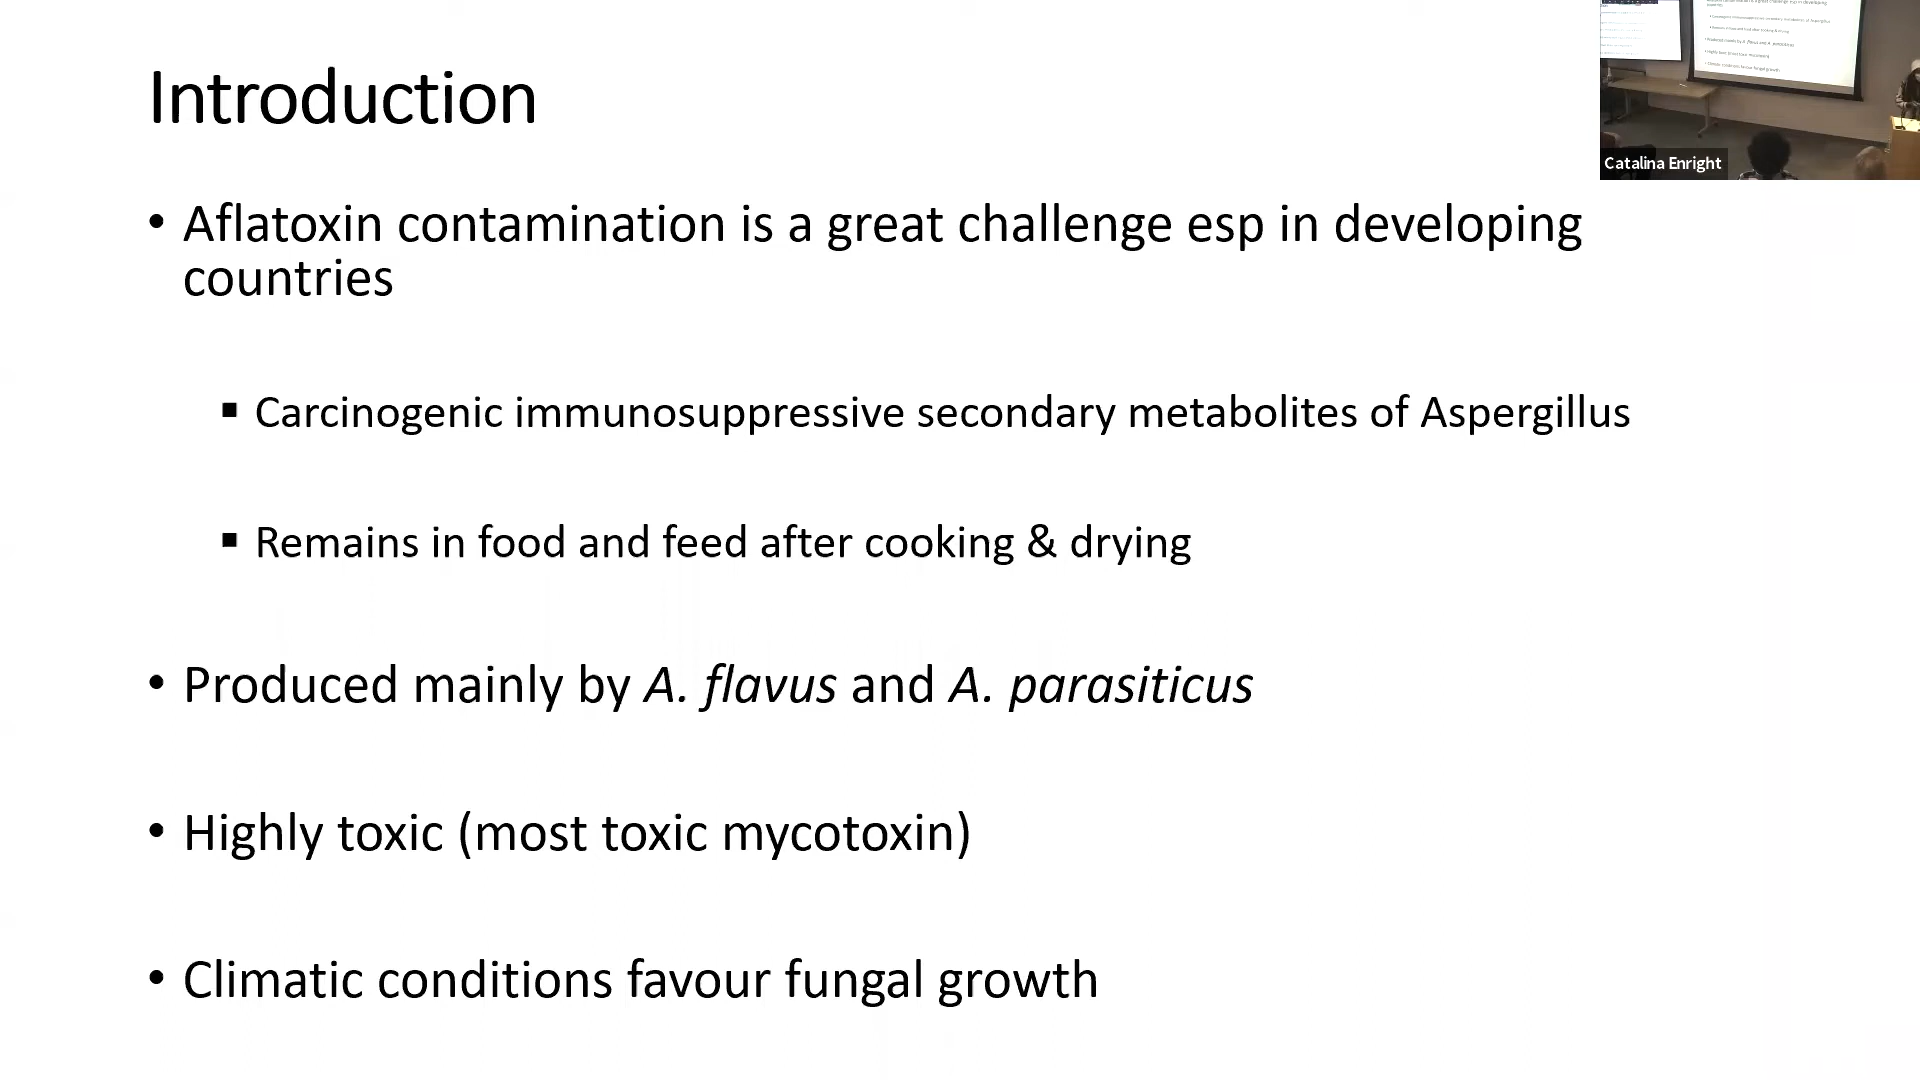 Introduction
• Aflatoxin contamination is a great challenge esp in developing
countries
▪ Carcinogenic immunosuppressive secondary metabolites of Aspergillus
▪ Remains in food and feed after cooking & drying
• Produced mainly by A. flavus and A. parasiticus
• Highly toxic (most toxic mycotoxin)
• Climatic conditions favour fungal growth
Catalina Enright